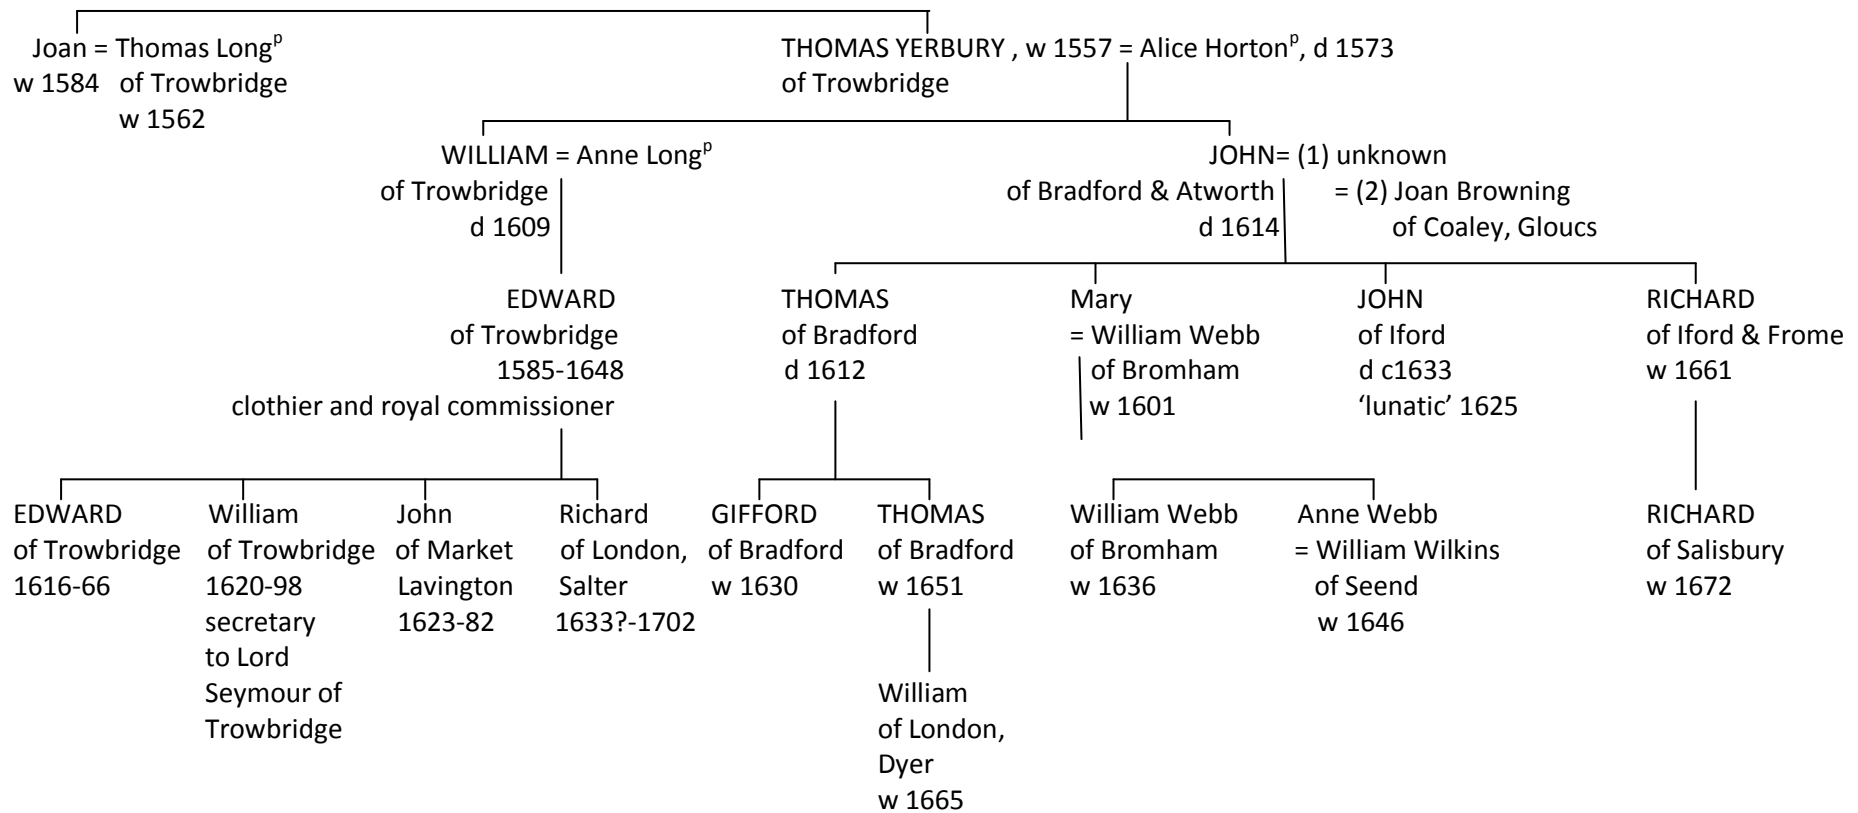 Joan = Thomas Longᵖ
w 1584 of Trowbridge
w 1562
THOMAS YERBURY , w 1557 = Alice Hortonᵖ, d 1573
of Trowbridge
WILLIAM = Anne Longᵖ
of Trowbridge
d 1609
JOHN= (1) unknown
of Bradford & Atworth = (2) Joan Browning
d 1614 of Coaley, Gloucs
EDWARD
of Trowbridge
1585-1648
clothier and royal commissioner
THOMAS
of Bradford
d 1612
Mary
= William Webb
of Bromham
w 1601
JOHN
of Iford
d c1633
‘lunatic’ 1625
RICHARD
of Iford & Frome
w 1661
EDWARD
of Trowbridge
1616-66
William
of Trowbridge
1620-98
secretary
to Lord
Seymour of
Trowbridge
John
of Market
Lavington
1623-82
Richard
of London,
Salter
1633?-1702
GIFFORD
of Bradford
w 1630
THOMAS
of Bradford
w 1651
William Webb
of Bromham
w 1636
Anne Webb
= William Wilkins
of Seend
w 1646
RICHARD
of Salisbury
w 1672
William
of London,
Dyer
w 1665